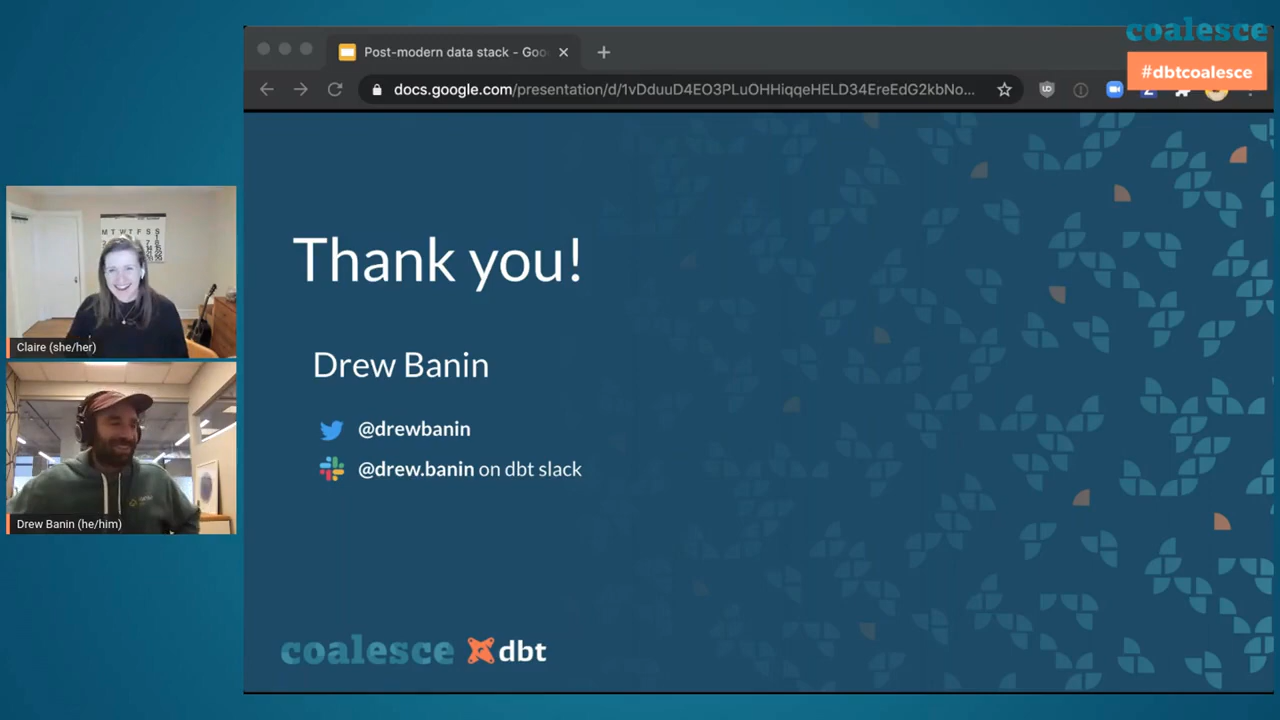 coalesce
#dbtcoalesce
Post-modern data stack - Goo
docs.google.com/presentation/d/1vDduuD4EO3PLuOHHiqqeHELD34EreEdG2kbNo...
Thank you!
Drew Banin
@drewbanin
@drew.banin on dbt slack
coalesce dbt
M T W T F S S
Claire (she/her)
Drew Banin (he/him)